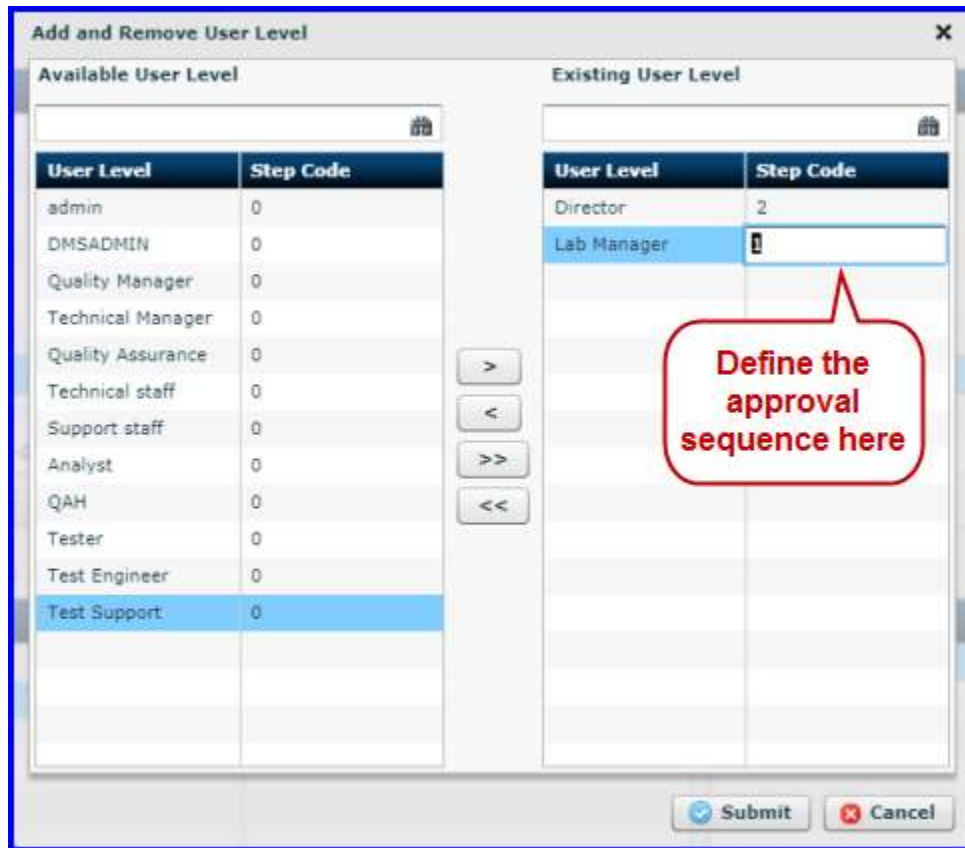 Add and Remove User Level
Available User Level
Existing User Level
User Level Step Code
admin 0
DMSADMIN 0
Quality Manager 0
Technical Manager 0
Quality Assurance 0
Technical staff 0
Support staff 0
Analyst 0
QAH 0
Tester 0
Test Engineer 0
Test Support 0
>
<
>>
<<
User Level Step Code
Director 2
Lab Manager 1
Define the
approval
sequence here
Submit
Cancel